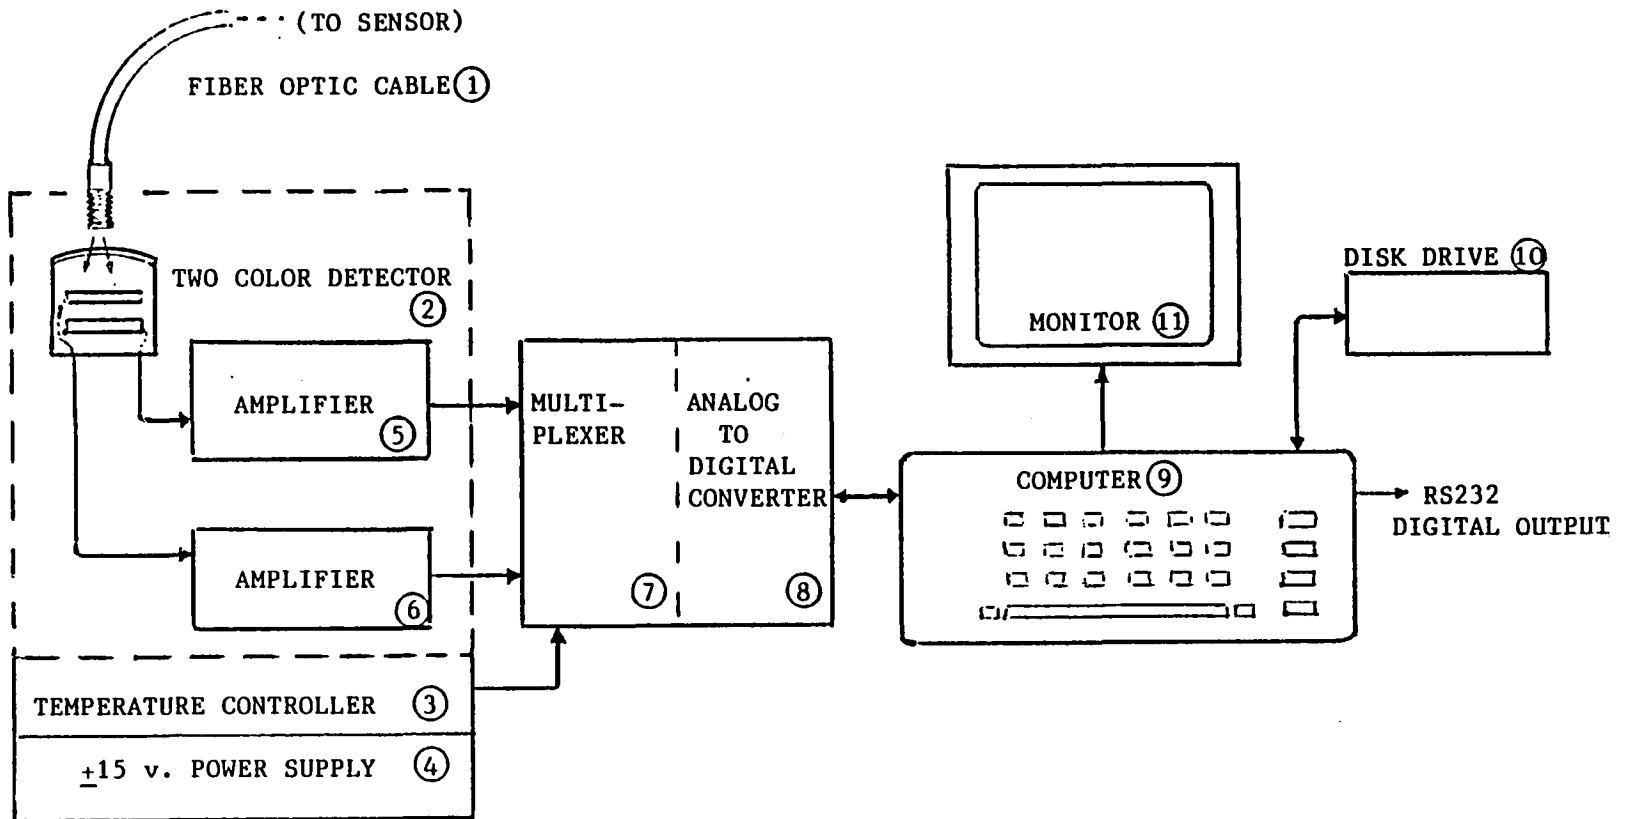 (TO SENSOR)
FIBER OPTIC CABLE 1
TWO COLOR DETECTOR
2
AMPLIFIER
5
AMPLIFIER
6
TEMPERATURE CONTROLLER 3
±15 v. POWER SUPPLY 4
MULTI-
PLEXER
7
ANALOG
TO
DIGITAL
CONVERTER
8
MONITOR 11
DISK DRIVE 10
COMPUTER 9
RS232
DIGITAL OUTPUT